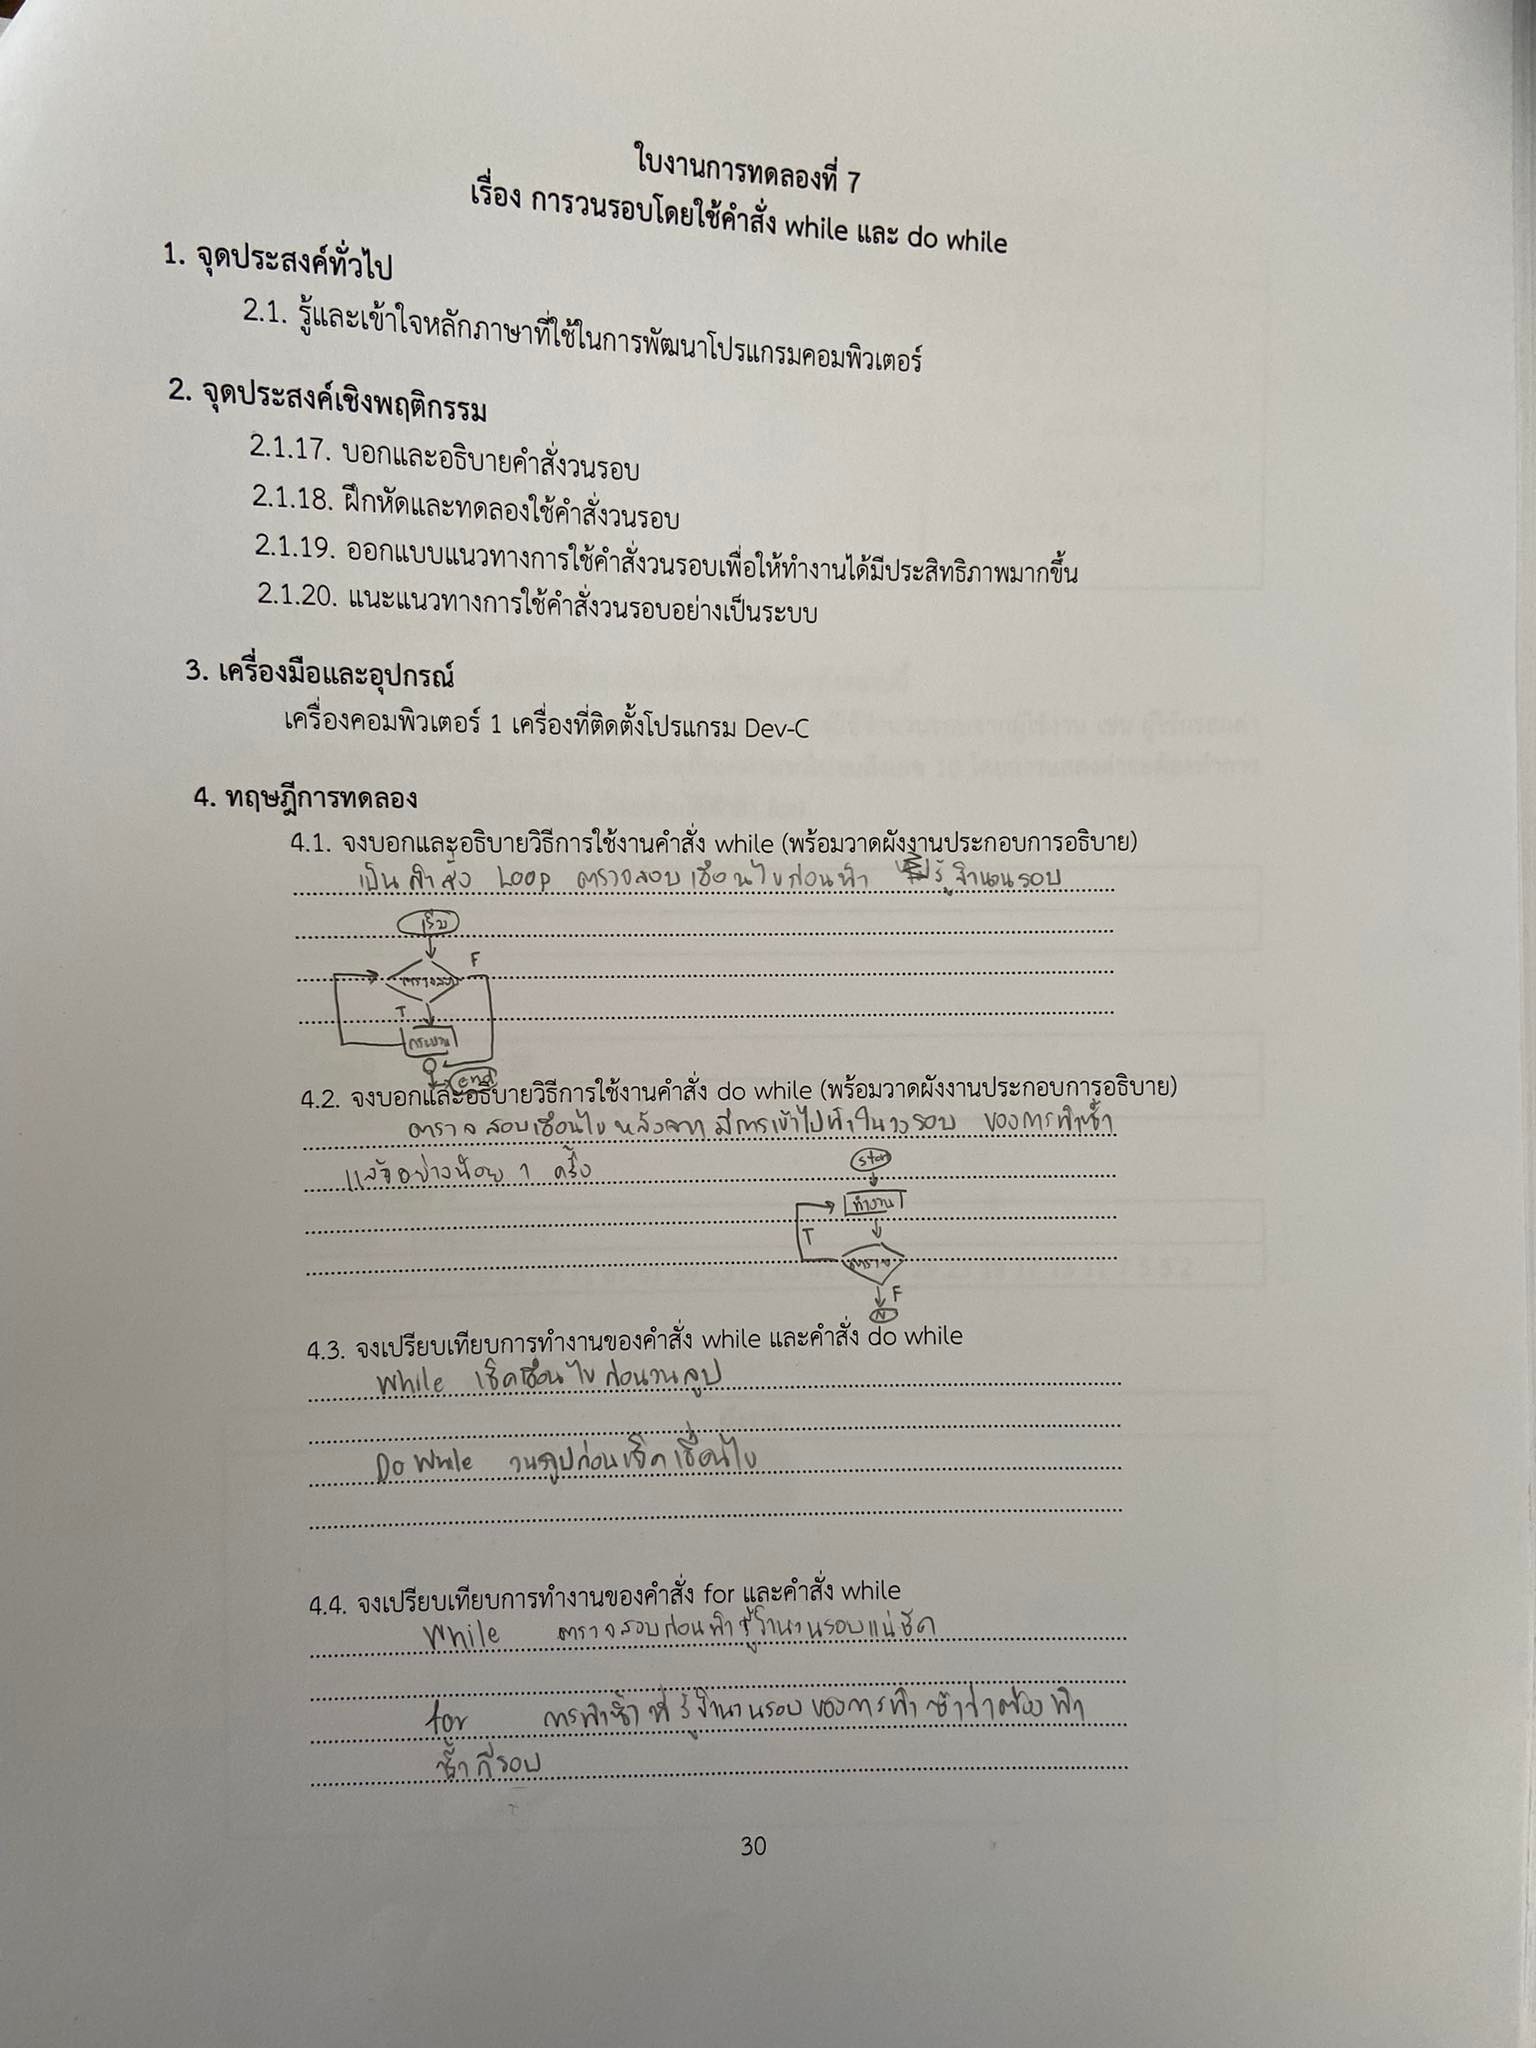 ใบงานการทดลองที่ 7
เรื่อง การวนรอบโดยใช้คำสั่ง while และ do while
1. จุดประสงค์ทั่วไป
2.1. รู้และเข้าใจหลักภาษาที่ใช้ในการพัฒนาโปรแกรมคอมพิวเตอร์
2. จุดประสงค์เชิงพฤติกรรม
2.1.17. บอกและอธิบายคำสั่งวนรอบ
2.1.18. ฝึกหัดและทดลองใช้คำสั่งวนรอบ
2.1.19. ออกแบบแนวทางการใช้คำสั่งวนรอบเพื่อให้ทำงานได้มีประสิทธิภาพมากขึ้น
2.1.20. แนะแนวทางการใช้คำสั่งวนรอบอย่างเป็นระบบ
3. เครื่องมือและอุปกรณ์
เครื่องคอมพิวเตอร์ 1 เครื่องที่ติดตั้งโปรแกรม Dev-C
4. ทฤษฎีการทดลอง
4.1. จงบอกและอธิบายวิธีการใช้งานคำสั่ง while (พร้อมวาดผังงานประกอบการอธิบาย)
เป็นคำสั่ง Loop ตรวจสอบเงื่อนไขก่อนทำ รู้จำนวนรอบ
เริ่ม
F
ตรวจสอบ
T
กระบวน
end
4.2. จงบอกและอธิบายวิธีการใช้งานคำสั่ง do while (พร้อมวาดผังงานประกอบการอธิบาย)
ตรวจสอบเงื่อนไขหลังจากมีการเข้าไปทำในวงรอบ ของการทำซ้ำ
แล้วอย่างน้อย 1 ครั้ง
start
ทำงาน
T
ตรวจ
F
4.3. จงเปรียบเทียบการทำงานของคำสั่ง while และคำสั่ง do while
While เช็คเงื่อนไขก่อนวนลูป
Do While วนลูปก่อนเช็คเงื่อนไข
4.4. จงเปรียบเทียบการทำงานของคำสั่ง for และคำสั่ง while
While ตรวจสอบก่อนทำ รู้จำนวนรอบแน่ชัด
for การทำซ้ำที่รู้จำนวนรอบของการทำซ้ำว่าต้องทำ
ซ้ำกี่รอบ
30